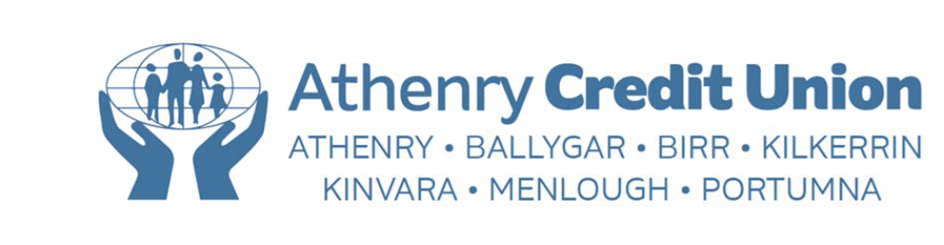 Athenry Credit Union
ATHENRY • BALLYGAR • BIRR • KILKERRIN
KINVARA • MENLOUGH • PORTUMNA